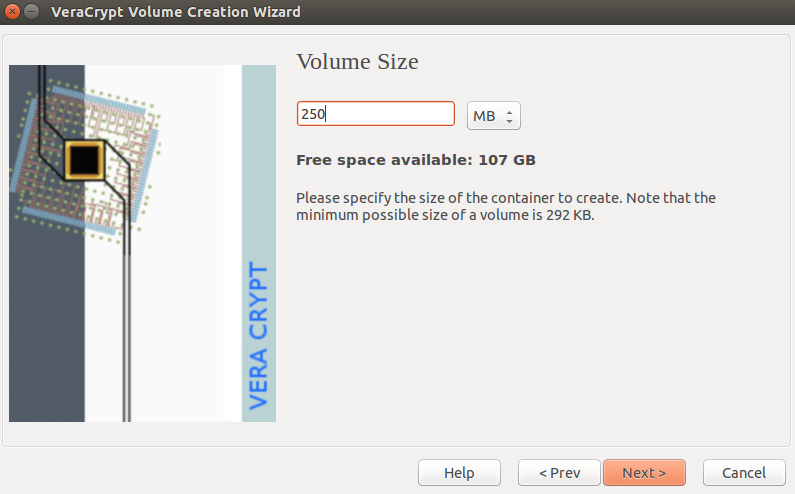 VeraCrypt Volume Creation Wizard
VERA CRYPT
Volume Size
250
MB
Free space available: 107 GB
Please specify the size of the container to create. Note that the
minimum possible size of a volume is 292 KB.
Help
< Prev
Next >
Cancel